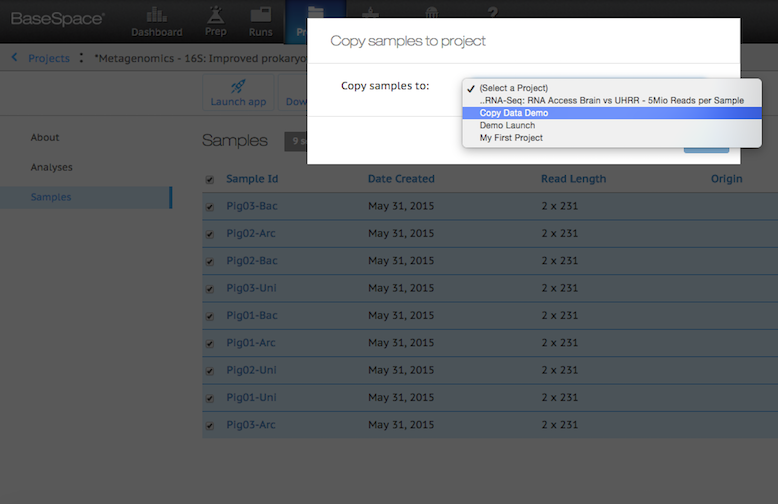 BaseSpace®
Dashboard
Prep
Runs
Pr
?
Projects : *Metagenomics - 16S: Improved prokaryo
Launch app
Dow
About
Analyses
Samples
Samples
9 s
Copy samples to project
Copy samples to:
✓ (Select a Project)
..RNA-Seq: RNA Access Brain vs UHRR - 5Mio Reads per Sample
Copy Data Demo
Demo Launch
My First Project
Sample Id Date Created Read Length Origin
Pig03-Bac May 31, 2015 2 x 231
Pig02-Arc May 31, 2015 2 x 231
Pig02-Bac May 31, 2015 2 x 231
Pig03-Uni May 31, 2015 2 x 231
Pig01-Bac May 31, 2015 2 x 231
Pig01-Arc May 31, 2015 2 x 231
Pig02-Uni May 31, 2015 2 x 231
Pig01-Uni May 31, 2015 2 x 231
Pig03-Arc May 31, 2015 2 x 231